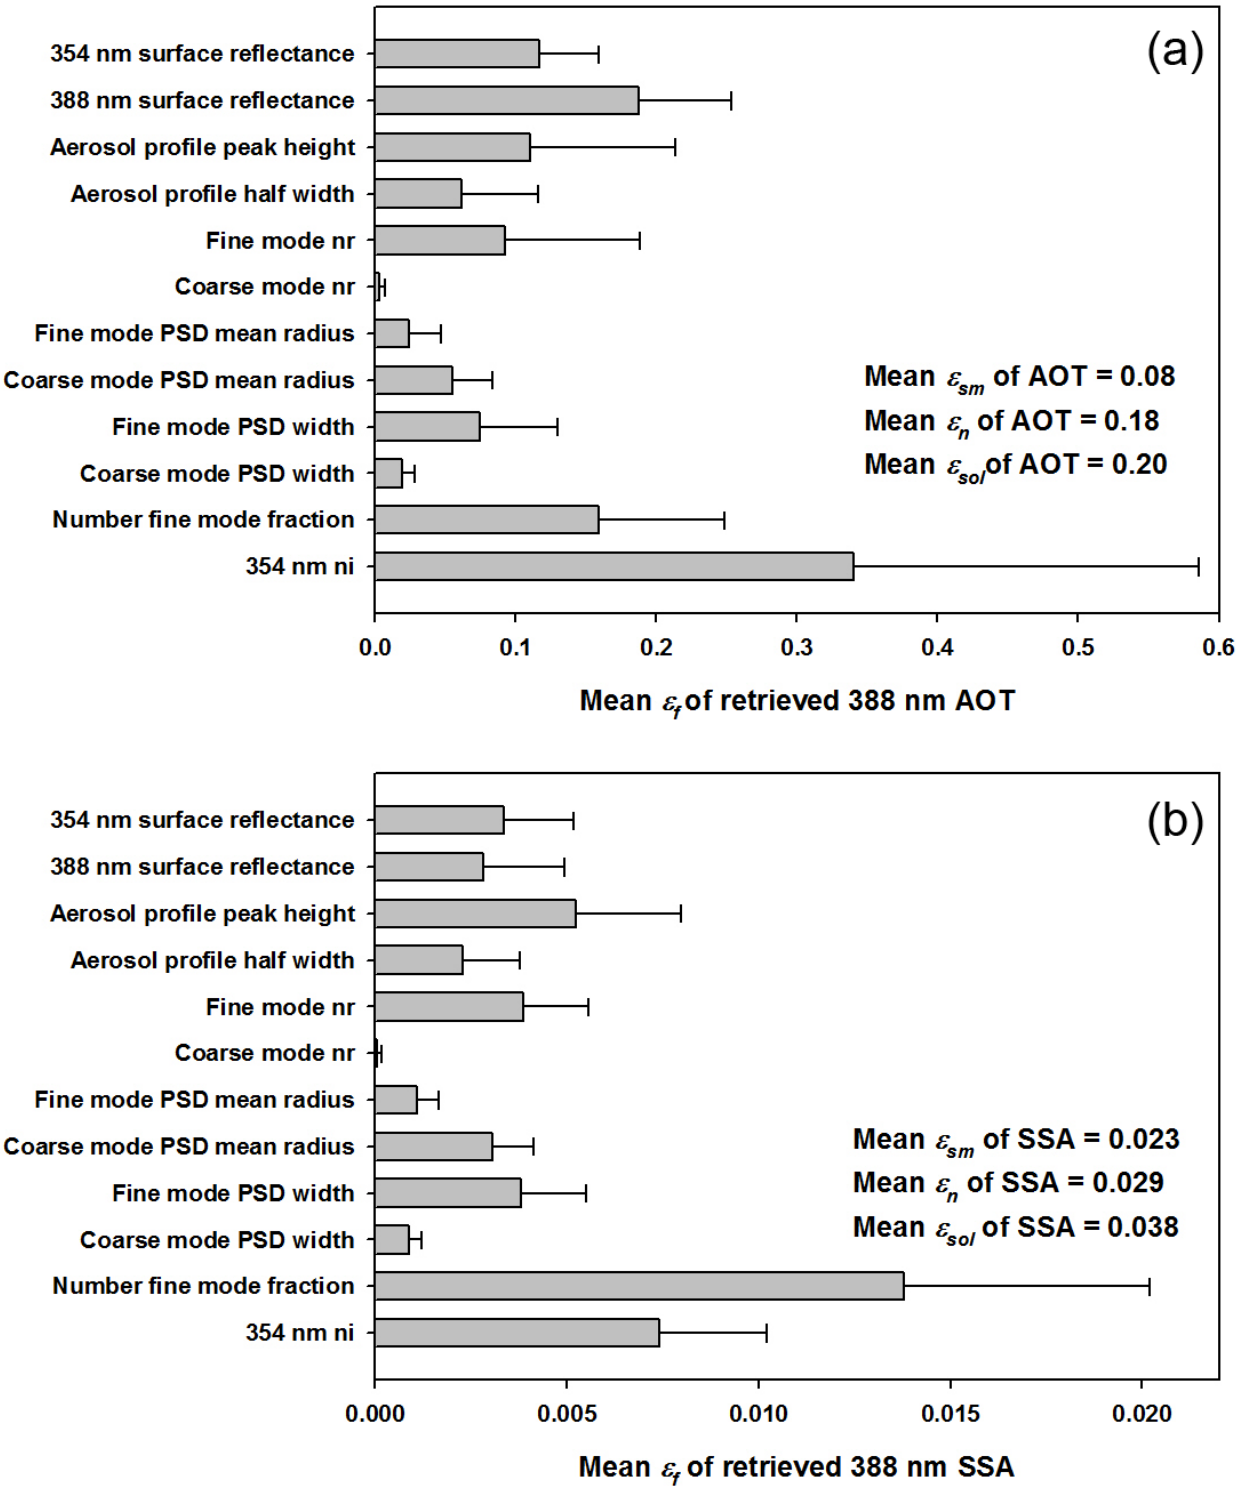 (a)
354 nm surface reflectance
388 nm surface reflectance
Aerosol profile peak height
Aerosol profile half width
Fine mode nr
Coarse mode nr
Fine mode PSD mean radius
Coarse mode PSD mean radius
Fine mode PSD width
Coarse mode PSD width
Number fine mode fraction
354 nm ni
Mean εsm of AOT = 0.08
Mean εn of AOT = 0.18
Mean εsol of AOT = 0.20
0.0 0.1 0.2 0.3 0.4 0.5 0.6
Mean εf of retrieved 388 nm AOT
(b)
354 nm surface reflectance
388 nm surface reflectance
Aerosol profile peak height
Aerosol profile half width
Fine mode nr
Coarse mode nr
Fine mode PSD mean radius
Coarse mode PSD mean radius
Fine mode PSD width
Coarse mode PSD width
Number fine mode fraction
354 nm ni
Mean εsm of SSA = 0.023
Mean εn of SSA = 0.029
Mean εsol of SSA = 0.038
0.000 0.005 0.010 0.015 0.020
Mean εf of retrieved 388 nm SSA